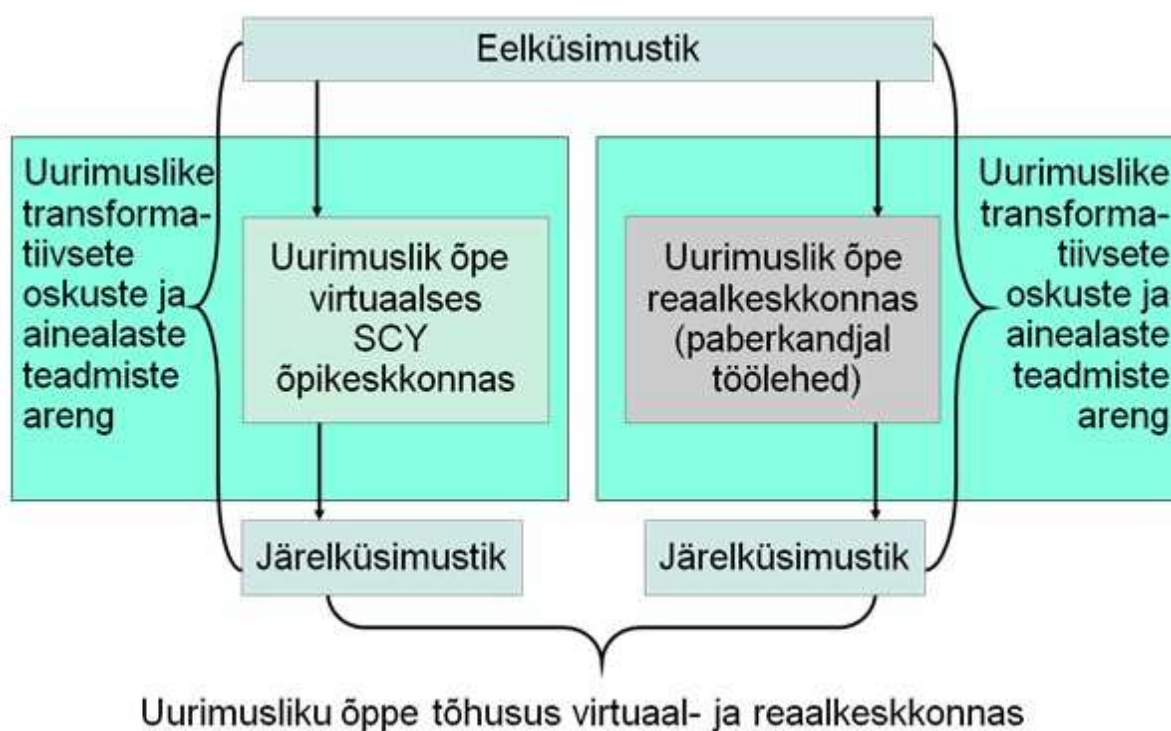 Eelküsimustik
Uurimuslike
transforma-
tiivsete
oskuste ja
ainealaste
teadmiste
areng
Uurimuslik õpe
virtuaalses
SCY
õpikeskkonnas
Uurimuslik õpe
reaalkeskkonnas
(paberkandjal
töölehed)
Uurimuslike
transforma-
tiivsete
oskuste ja
ainealaste
teadmiste
areng
Järelküsimustik
Järelküsimustik
Uurimusliku õppe tõhusus virtuaal- ja reaalkeskkonnas